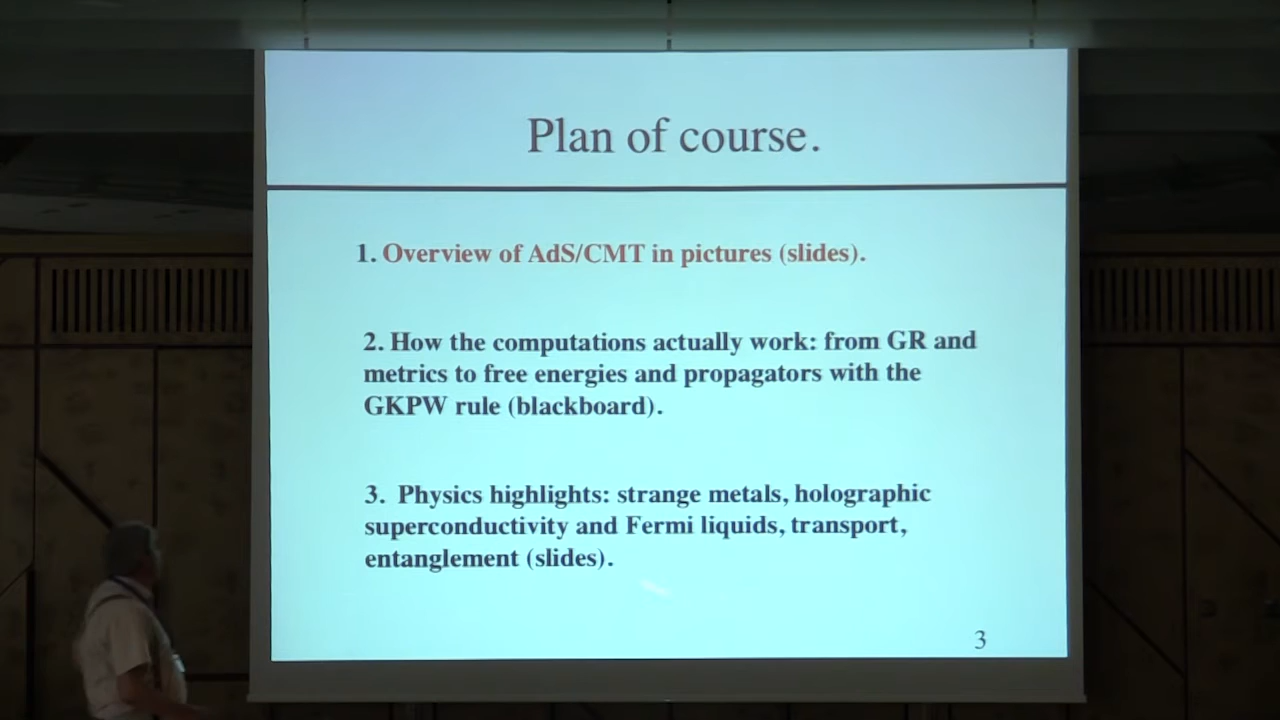 Plan of course.
1. Overview of AdS/CMT in pictures (slides).
2. How the computations actually work: from GR and
metrics to free energies and propagators with the
GKPW rule (blackboard).
3. Physics highlights: strange metals, holographic
superconductivity and Fermi liquids, transport,
entanglement (slides).
3